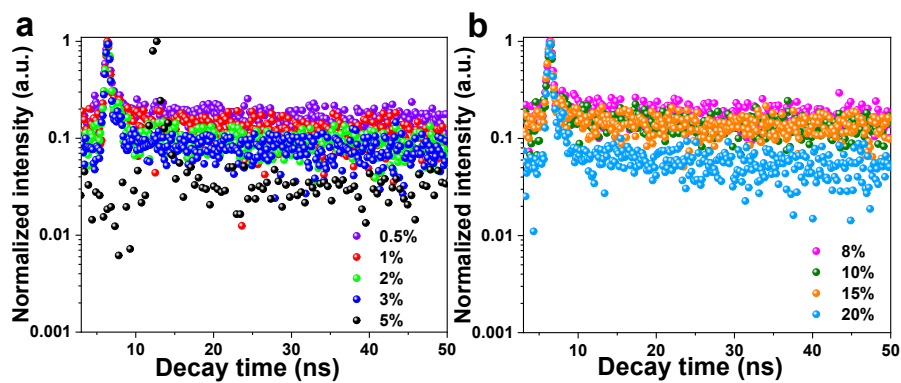 a
Normalized intensity (a.u.)
1
0.1
0.01
0.001
10 20 30 40 50
Decay time (ns)
0.5%
1%
2%
3%
5%
b
Normalized intensity (a.u.)
1
0.1
0.01
0.001
10 20 30 40 50
Decay time (ns)
8%
10%
15%
20%